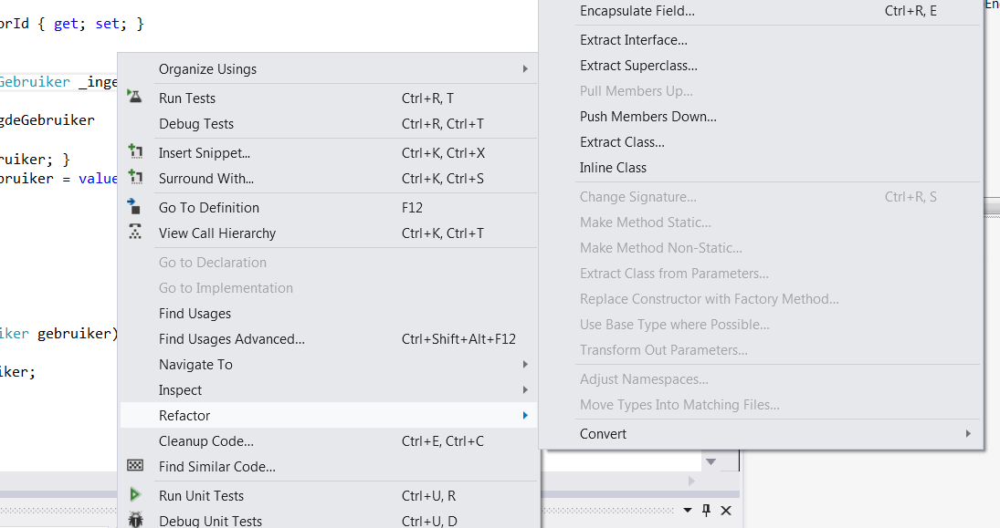 orId { get; set; }
Gebruiker _inge
gdeGebruiker
ruiker; }
bruiker = value
iker gebruiker)
iker;
Organize Usings
Run Tests Ctrl+R, T
Debug Tests Ctrl+R, Ctrl+T
Insert Snippet... Ctrl+K, Ctrl+X
Surround With... Ctrl+K, Ctrl+S
Go To Definition F12
View Call Hierarchy Ctrl+K, Ctrl+T
Go to Declaration
Go to Implementation
Find Usages
Find Usages Advanced... Ctrl+Shift+Alt+F12
Navigate To
Inspect
Refactor
Cleanup Code... Ctrl+E, Ctrl+C
Find Similar Code...
Run Unit Tests Ctrl+U, R
Debug Unit Tests Ctrl+U, D
Encapsulate Field... Ctrl+R, E
Extract Interface...
Extract Superclass...
Pull Members Up...
Push Members Down...
Extract Class...
Inline Class
Change Signature... Ctrl+R, S
Make Method Static...
Make Method Non-Static...
Extract Class from Parameters...
Replace Constructor with Factory Method...
Use Base Type where Possible...
Transform Out Parameters...
Adjust Namespaces...
Move Types Into Matching Files...
Convert
End